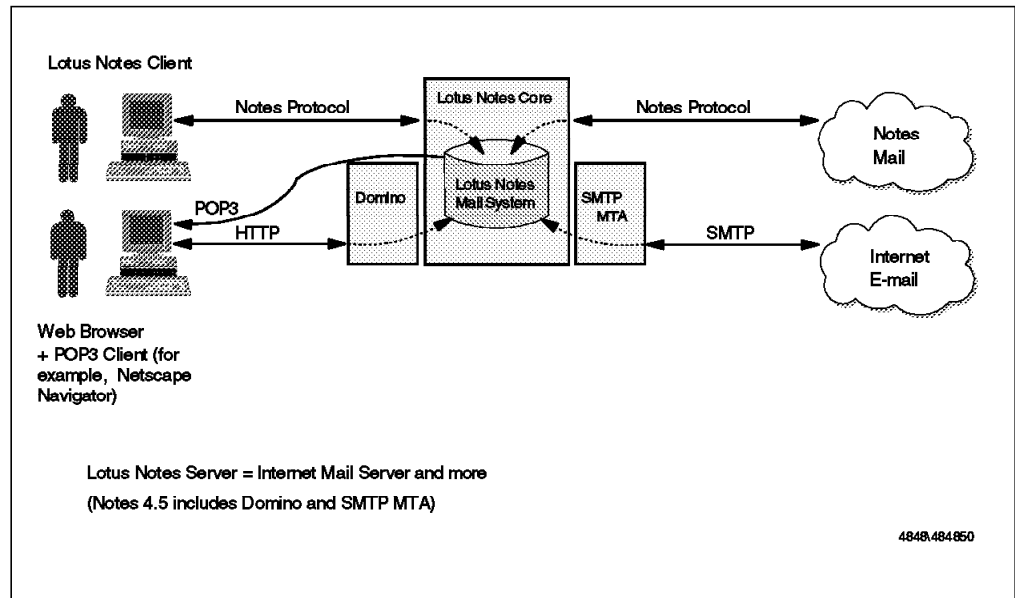 Lotus Notes Client
Notes Protocol
Lotus Notes Core
Notes Protocol
Notes
Mail
POP3
Domino
Lotus Notes
Mail System
SMTP
MTA
HTTP
SMTP
Internet
E-mail
Web Browser
+ POP3 Client (for
example, Netscape
Navigator)
Lotus Notes Server = Internet Mail Server and more
(Notes 4.5 includes Domino and SMTP MTA)
4848\484850